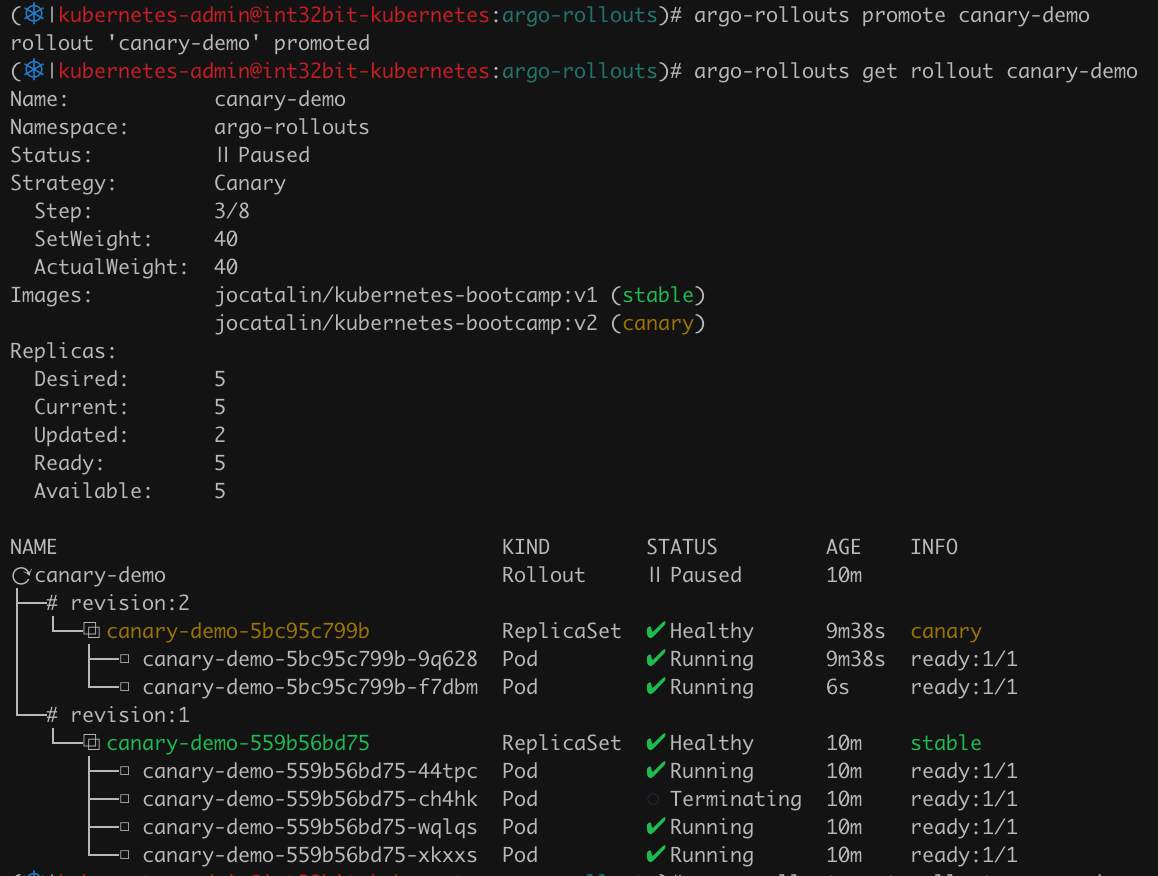 (⎈|kubernetes-admin@int32bit-kubernetes:argo-rollouts)# argo-rollouts promote canary-demo
rollout 'canary-demo' promoted
(⎈|kubernetes-admin@int32bit-kubernetes:argo-rollouts)# argo-rollouts get rollout canary-demo
Name: canary-demo
Namespace: argo-rollouts
Status: ॥ Paused
Strategy: Canary
Step: 3/8
SetWeight: 40
ActualWeight: 40
Images: jocatalin/kubernetes-bootcamp:v1 (stable)
jocatalin/kubernetes-bootcamp:v2 (canary)
Replicas:
Desired: 5
Current: 5
Updated: 2
Ready: 5
Available: 5
NAME KIND STATUS AGE INFO
⟳ canary-demo Rollout ॥ Paused 10m
├──# revision:2
│  └──⧉ canary-demo-5bc95c799b ReplicaSet ✔ Healthy 9m38s canary
│     ├──□ canary-demo-5bc95c799b-9q628 Pod ✔ Running 9m38s ready:1/1
│     └──□ canary-demo-5bc95c799b-f7dbm Pod ✔ Running 6s ready:1/1
└──# revision:1
   └──⧉ canary-demo-559b56bd75 ReplicaSet ✔ Healthy 10m stable
      ├──□ canary-demo-559b56bd75-44tpc Pod ✔ Running 10m ready:1/1
      ├──□ canary-demo-559b56bd75-ch4hk Pod ◌ Terminating 10m ready:1/1
      ├──□ canary-demo-559b56bd75-wqlqs Pod ✔ Running 10m ready:1/1
      └──□ canary-demo-559b56bd75-xkxxs Pod ✔ Running 10m ready:1/1